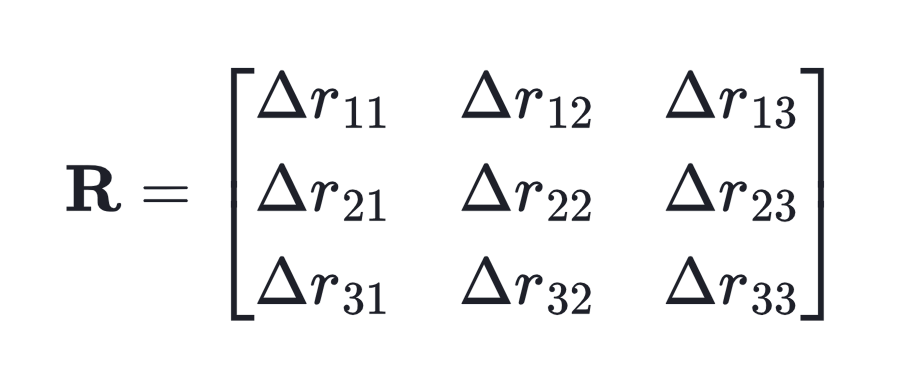 R = [Δr₁₁ Δr₁₂ Δr₁₃
Δr₂₁ Δr₂₂ Δr₂₃
Δr₃₁ Δr₃₂ Δr₃₃]